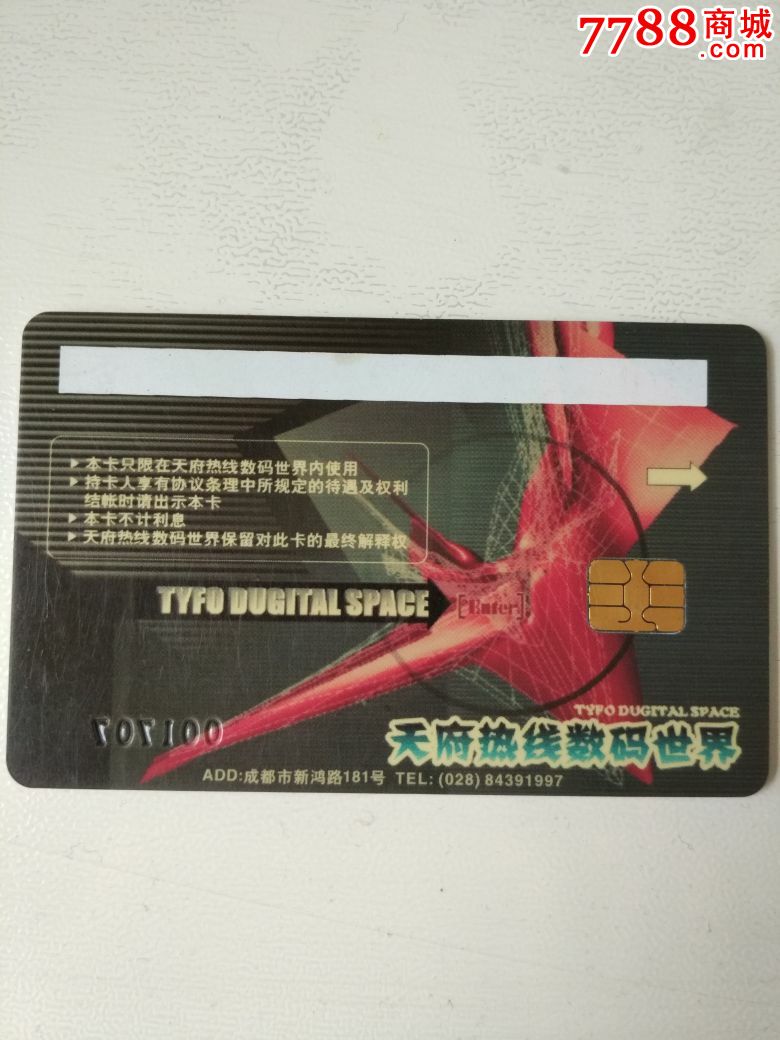 7788商城
.com
▶ 本卡只限在天府热线数码世界内使用
▶ 持卡人享有协议条理中所规定的待遇及权利
结帐时请出示本卡
▶ 本卡不计利息
▶ 天府热线数码世界保留对此卡的最终解释权
TYFO DUGITAL SPACE [Enter]
TYFO DUGITAL SPACE
001707
天府热线数码世界
ADD:成都市新鸿路181号 TEL: (028) 84391997